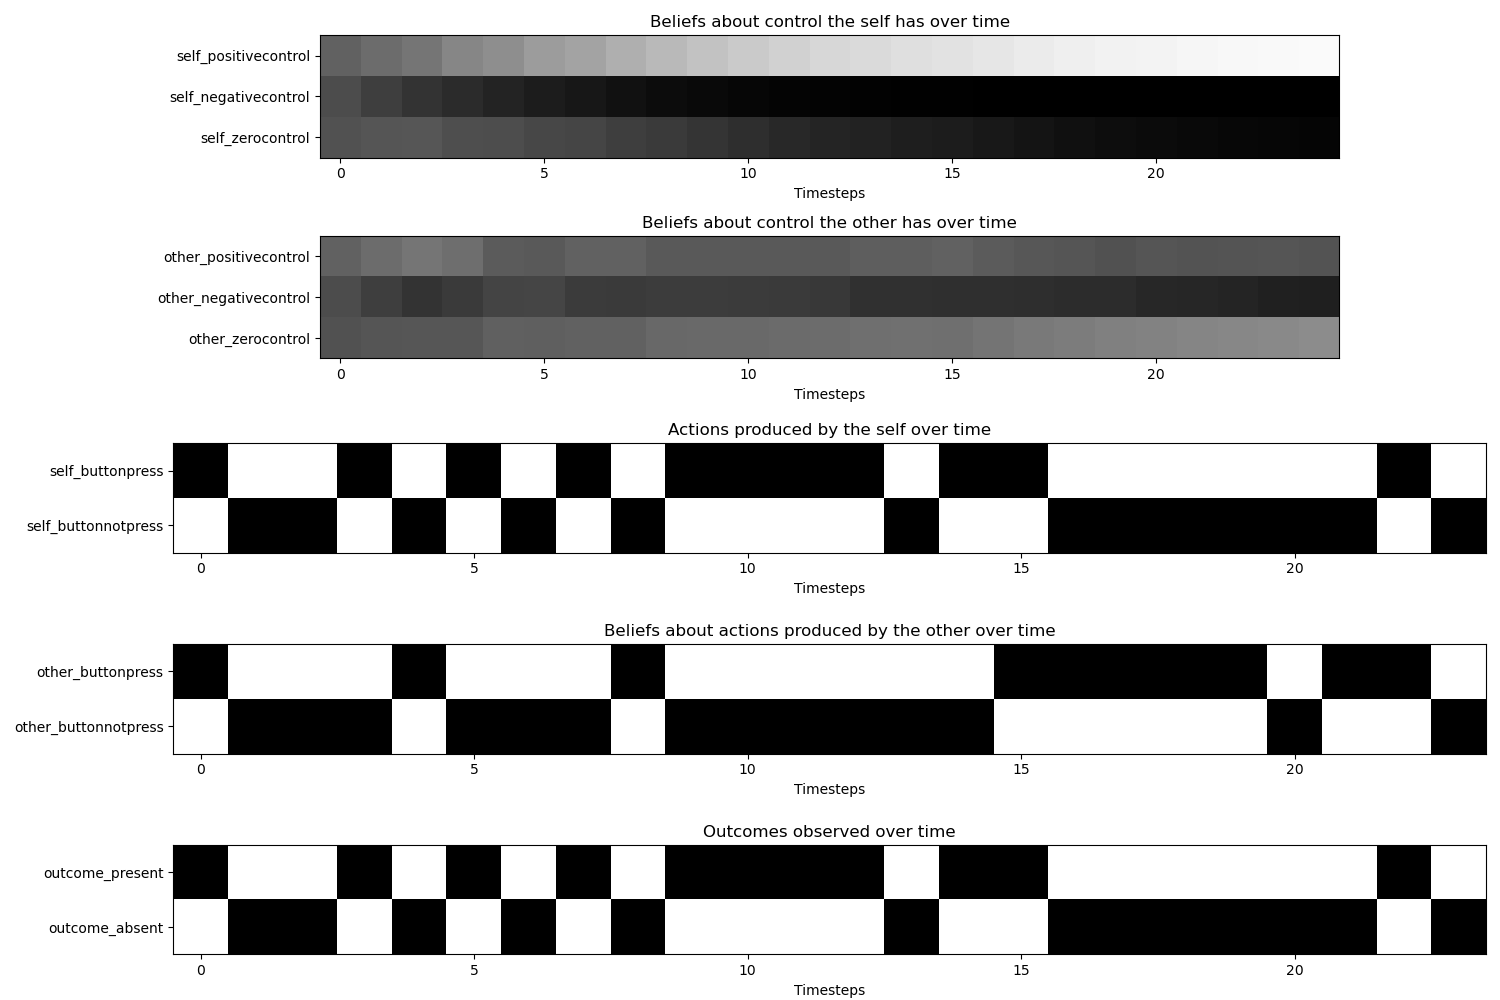 Beliefs about control the self has over time
self_positivecontrol
self_negativecontrol
self_zerocontrol
0 5 10 15 20
Timesteps
Beliefs about control the other has over time
other_positivecontrol
other_negativecontrol
other_zerocontrol
0 5 10 15 20
Timesteps
Actions produced by the self over time
self_buttonpress
self_buttonnotpress
0 5 10 15 20
Timesteps
Beliefs about actions produced by the other over time
other_buttonpress
other_buttonnotpress
0 5 10 15 20
Timesteps
Outcomes observed over time
outcome_present
outcome_absent
0 5 10 15 20
Timesteps